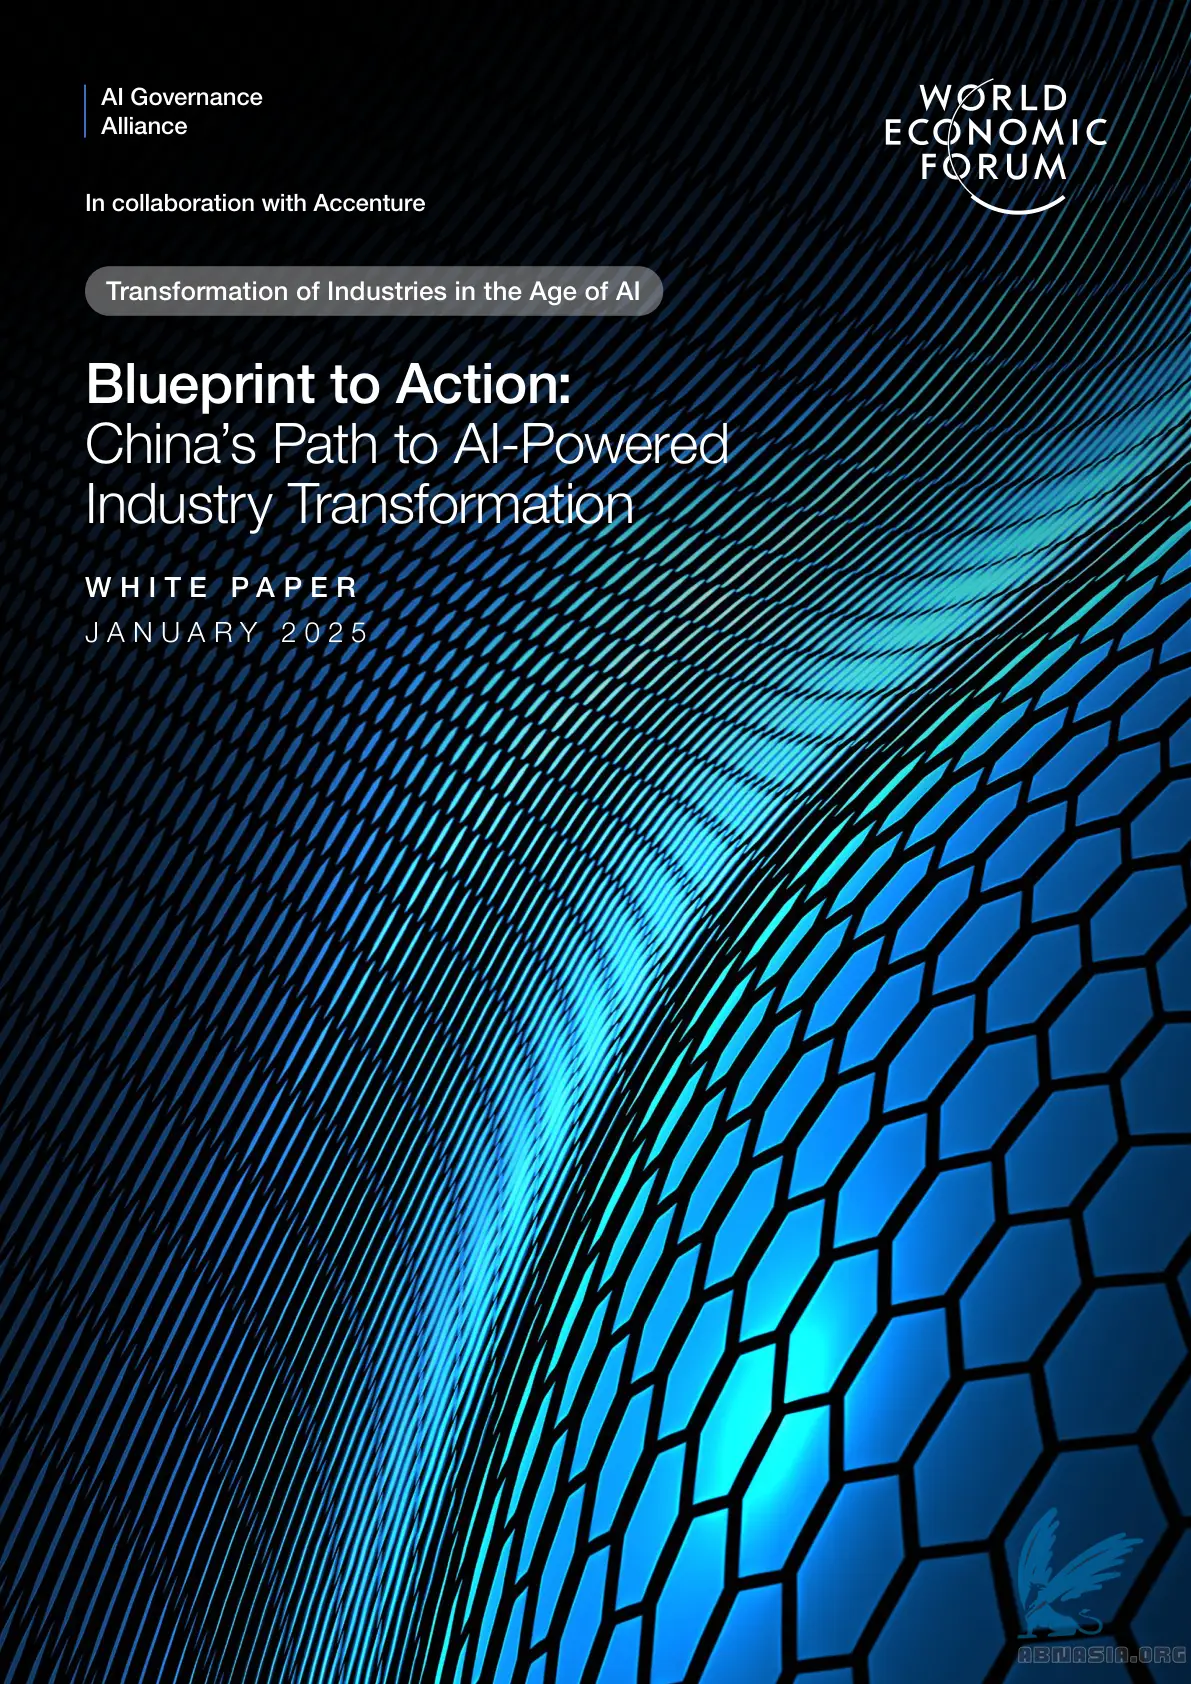 AI Governance
Alliance
WORLD
ECONOMIC
FORUM
In collaboration with Accenture
Transformation of Industries in the Age of AI
Blueprint to Action:
China’s Path to AI-Powered
Industry Transformation
WHITE PAPER
JANUARY 2025
ABNASIA.ORG